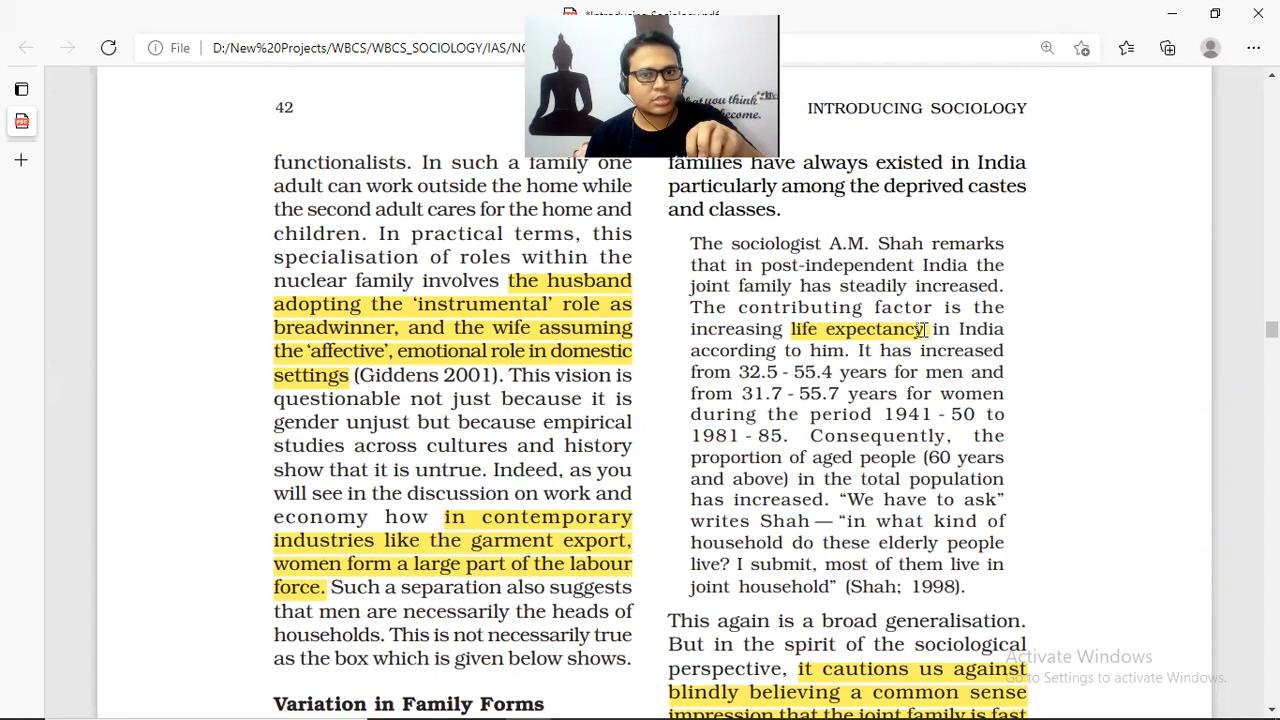 *Introducing Sociology.pdf
File
D:/New%20Projects/WBCS/WBCS_SOCIOLOGY/IAS/NC
what you think
become.
42
INTRODUCING SOCIOLOGY
functionalists. In such a family one
adult can work outside the home while
the second adult cares for the home and
children. In practical terms, this
specialisation of roles within the
nuclear family involves the husband
adopting the ‘instrumental’ role as
breadwinner, and the wife assuming
the ‘affective’, emotional role in domestic
settings (Giddens 2001). This vision is
questionable not just because it is
gender unjust but because empirical
studies across cultures and history
show that it is untrue. Indeed, as you
will see in the discussion on work and
economy how in contemporary
industries like the garment export,
women form a large part of the labour
force. Such a separation also suggests
that men are necessarily the heads of
households. This is not necessarily true
as the box which is given below shows.
Variation in Family Forms
families have always existed in India
particularly among the deprived castes
and classes.
The sociologist A.M. Shah remarks
that in post-independent India the
joint family has steadily increased.
The contributing factor is the
increasing life expectancy in India
according to him. It has increased
from 32.5 - 55.4 years for men and
from 31.7 - 55.7 years for women
during the period 1941 - 50 to
1981 - 85. Consequently, the
proportion of aged people (60 years
and above) in the total population
has increased. “We have to ask”
writes Shah — “in what kind of
household do these elderly people
live? I submit, most of them live in
joint household” (Shah; 1998).
This again is a broad generalisation.
But in the spirit of the sociological
perspective, it cautions us against
blindly believing a common sense
impression that the joint family is fast
Activate Windows
Go to Settings to activate Windows.